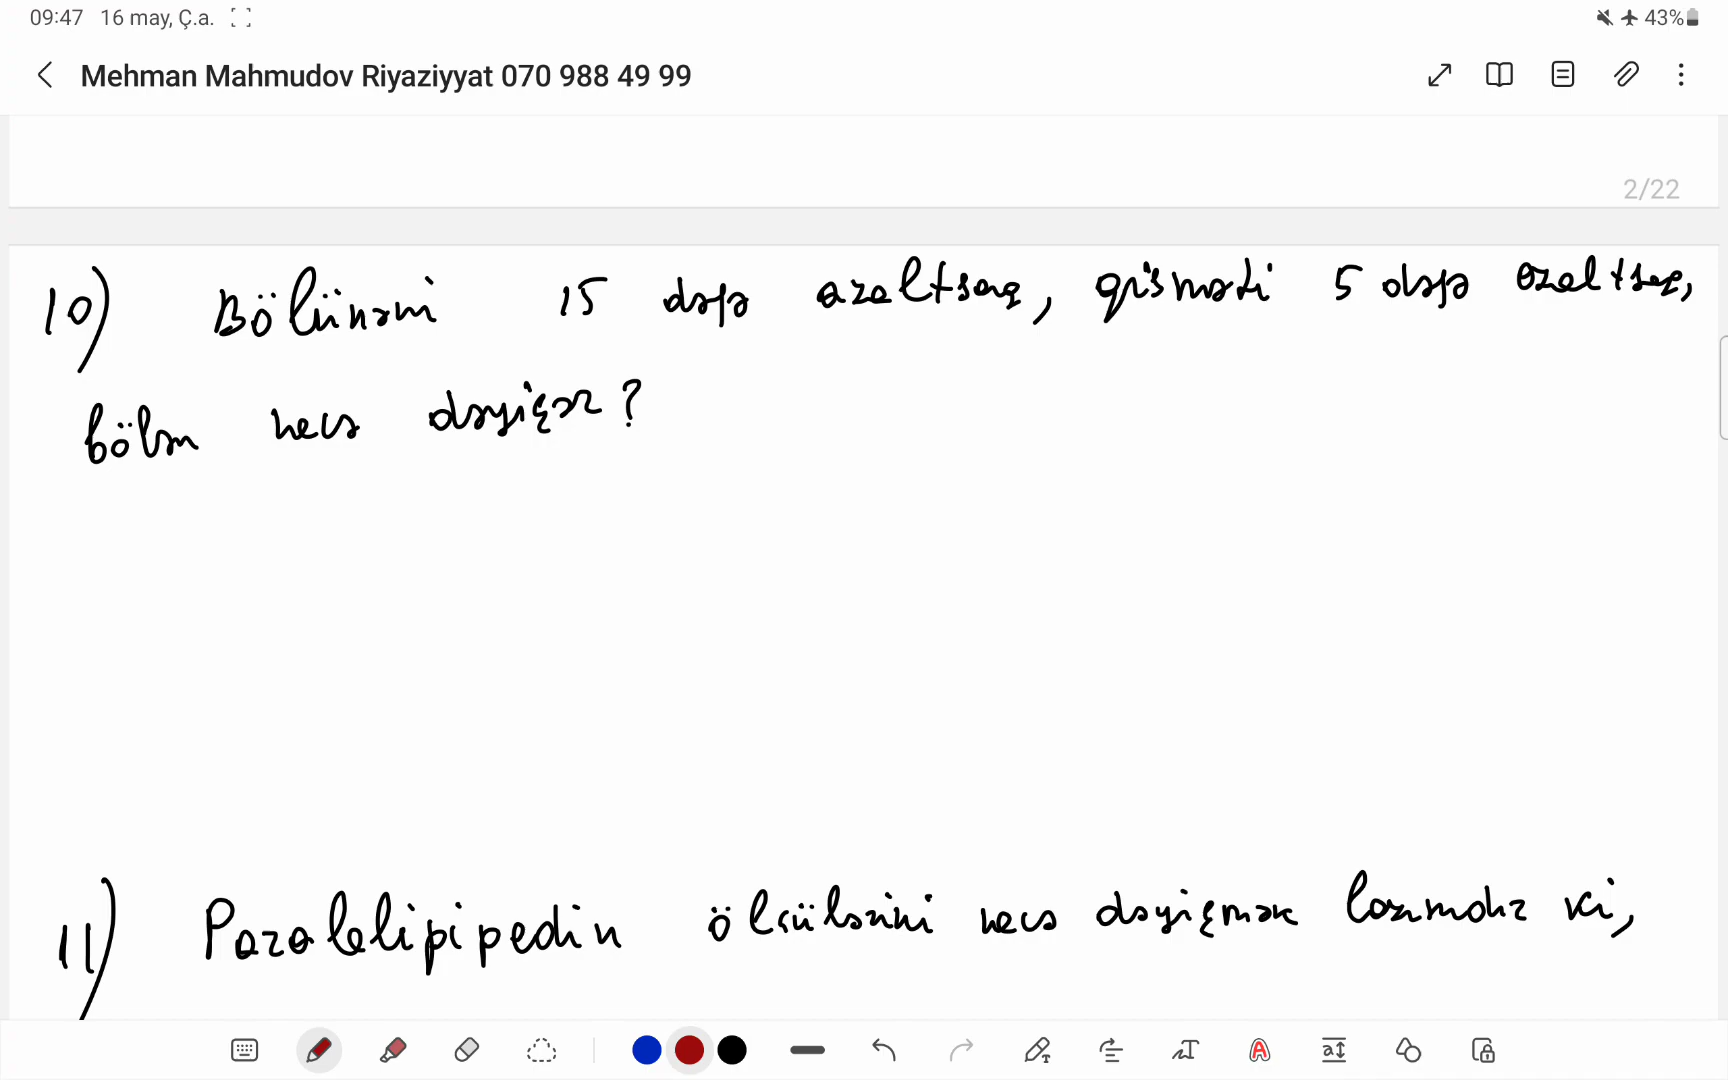 09:47 16 may, Ç.a. 43%
Mehman Mahmudov Riyaziyyat 070 988 49 99
2/22
10) Bölünəni 15 dəfə azaltsaq, qisməti 5 dəfə azaltsaq,
bölən necə dəyişər?
11) Paralelipipedin ölçülərini necə dəyişmək lazımdır ki,